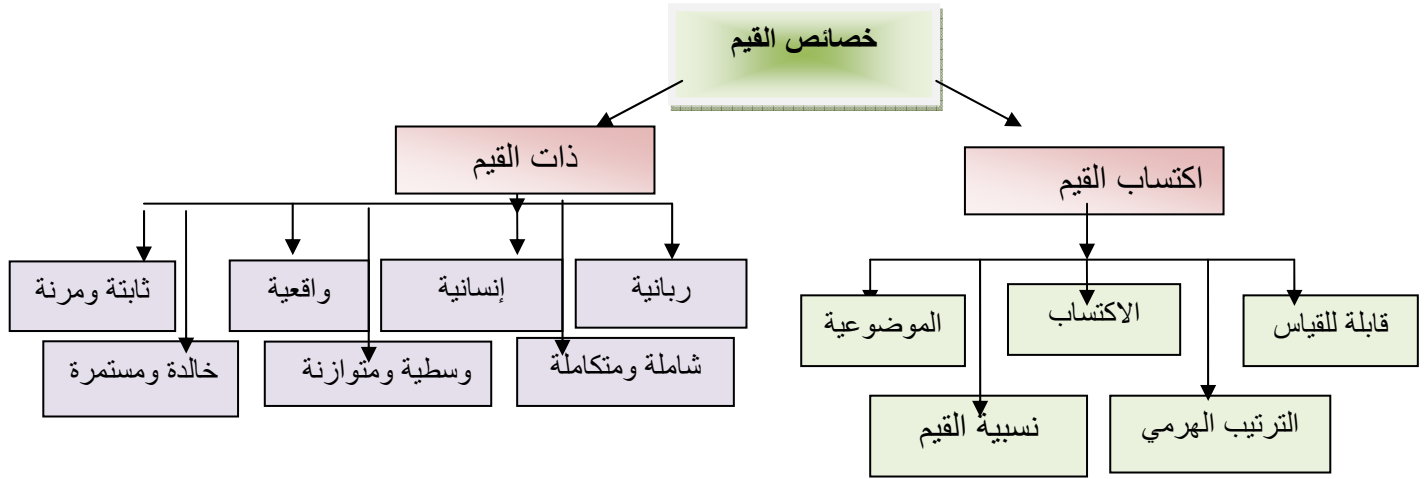 خصائص القيم
اكتساب القيم
قابلة للقياس
الترتيب الهرمي
الاكتساب
نسبية القيم
الموضوعية
ذات القيم
ربانية
شاملة ومتكاملة
إنسانية
وسطية ومتوازنة
واقعية
خالدة ومستمرة
ثابتة ومرنة